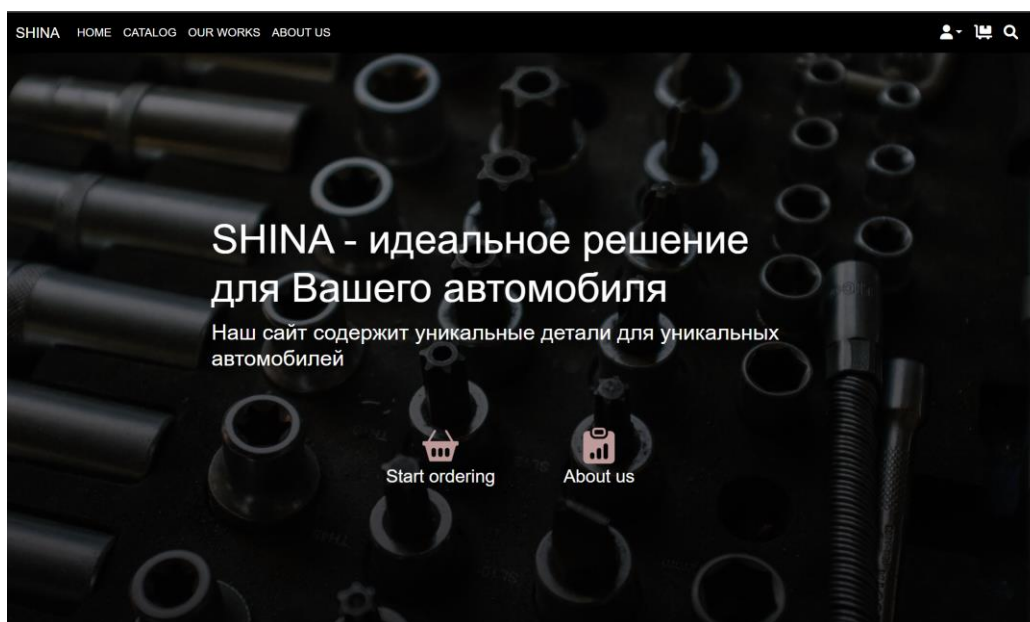 SHINA HOME CATALOG OUR WORKS ABOUT US
SHINA - идеальное решение
для Вашего автомобиля
Наш сайт содержит уникальные детали для уникальных
автомобилей
Start ordering
About us